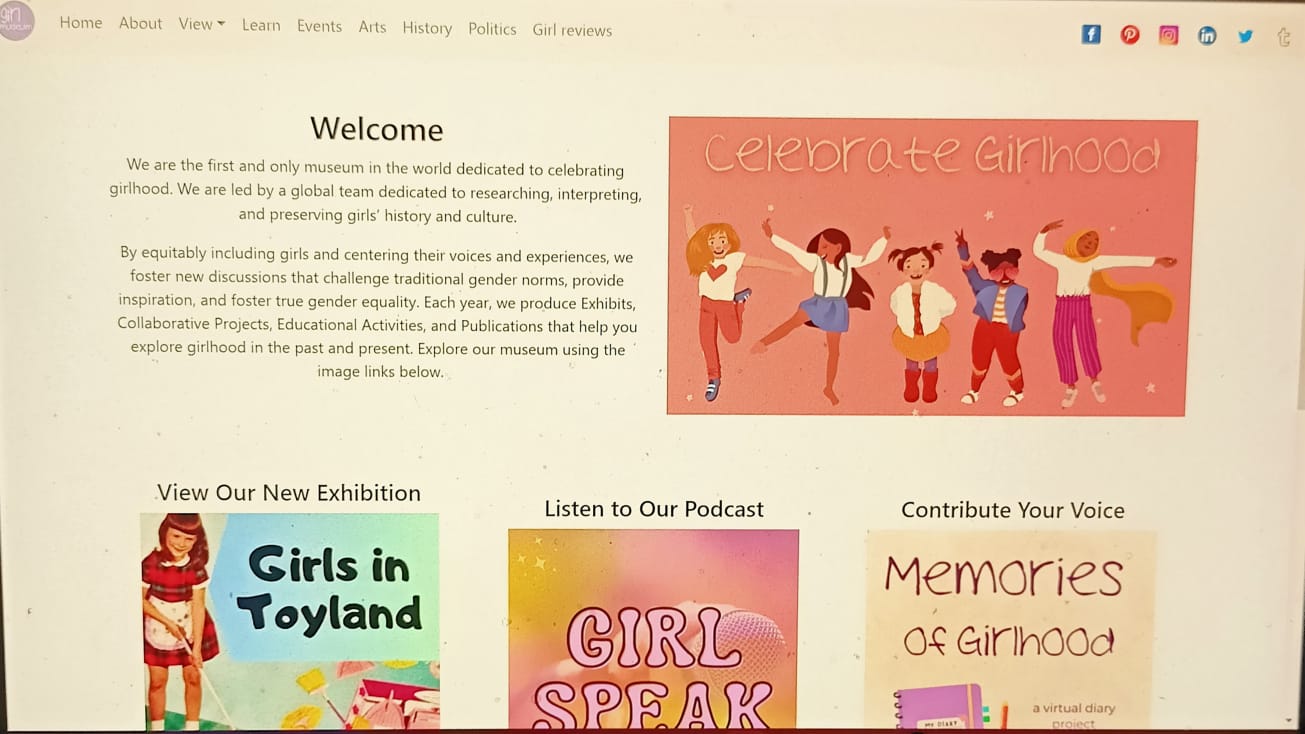 girl
museum
Home About View Learn Events Arts History Politics Girl reviews
Welcome
We are the first and only museum in the world dedicated to celebrating
girlhood. We are led by a global team dedicated to researching, interpreting,
and preserving girls' history and culture.
By equitably including girls and centering their voices and experiences, we
foster new discussions that challenge traditional gender norms, provide
inspiration, and foster true gender equality. Each year, we produce Exhibits,
Collaborative Projects, Educational Activities, and Publications that help you
explore girlhood in the past and present. Explore our museum using the
image links below.
Celebrate Girlhood
View Our New Exhibition
Girls in
Toyland
Listen to Our Podcast
GIRL
SPEAK
Contribute Your Voice
Memories
Of Girlhood
MY DIARY
a virtual diary
project